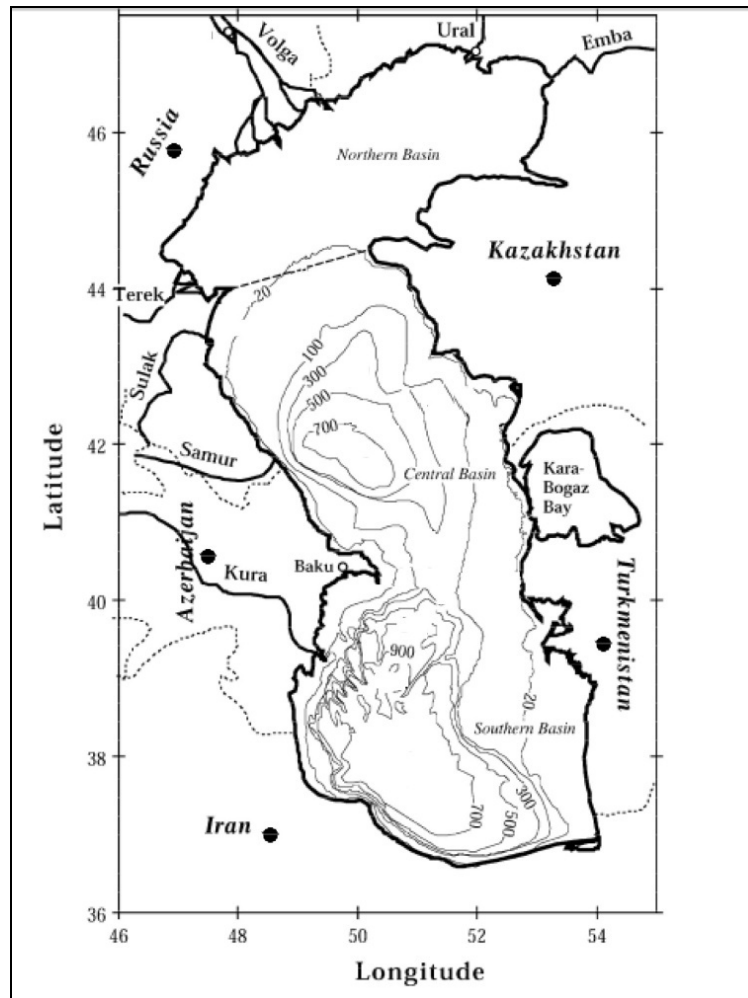 Volga
Ural
Emba
46
Russia
Northern Basin
Kazakhstan
44
Terek
20
100
300
Sulak
500
700
42
Samur
Central Basin
Kara-
Bogaz
Bay
Latitude
Azerbaijan
Baku
Kura
Turkmenistan
40
900
20
Southern Basin
38
Iran
700
500
300
36
46
48
50
52
54
Longitude